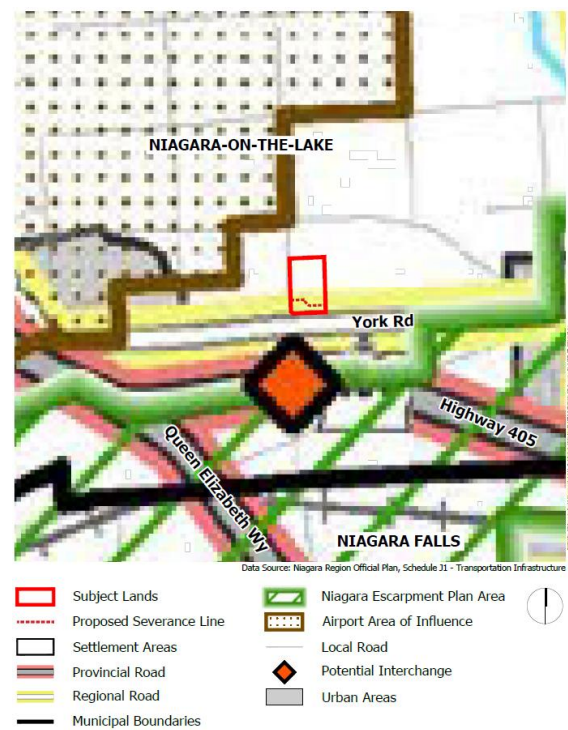 NIAGARA-ON-THE-LAKE
York Rd
Highway 405
Queen Elizabeth Wy
NIAGARA FALLS
Data Source: Niagara Region Official Plan, Schedule J1 - Transportation Infrastructure
Subject Lands
Proposed Severance Line
Settlement Areas
Provincial Road
Regional Road
Municipal Boundaries
Niagara Escarpment Plan Area
Airport Area of Influence
Local Road
Potential Interchange
Urban Areas